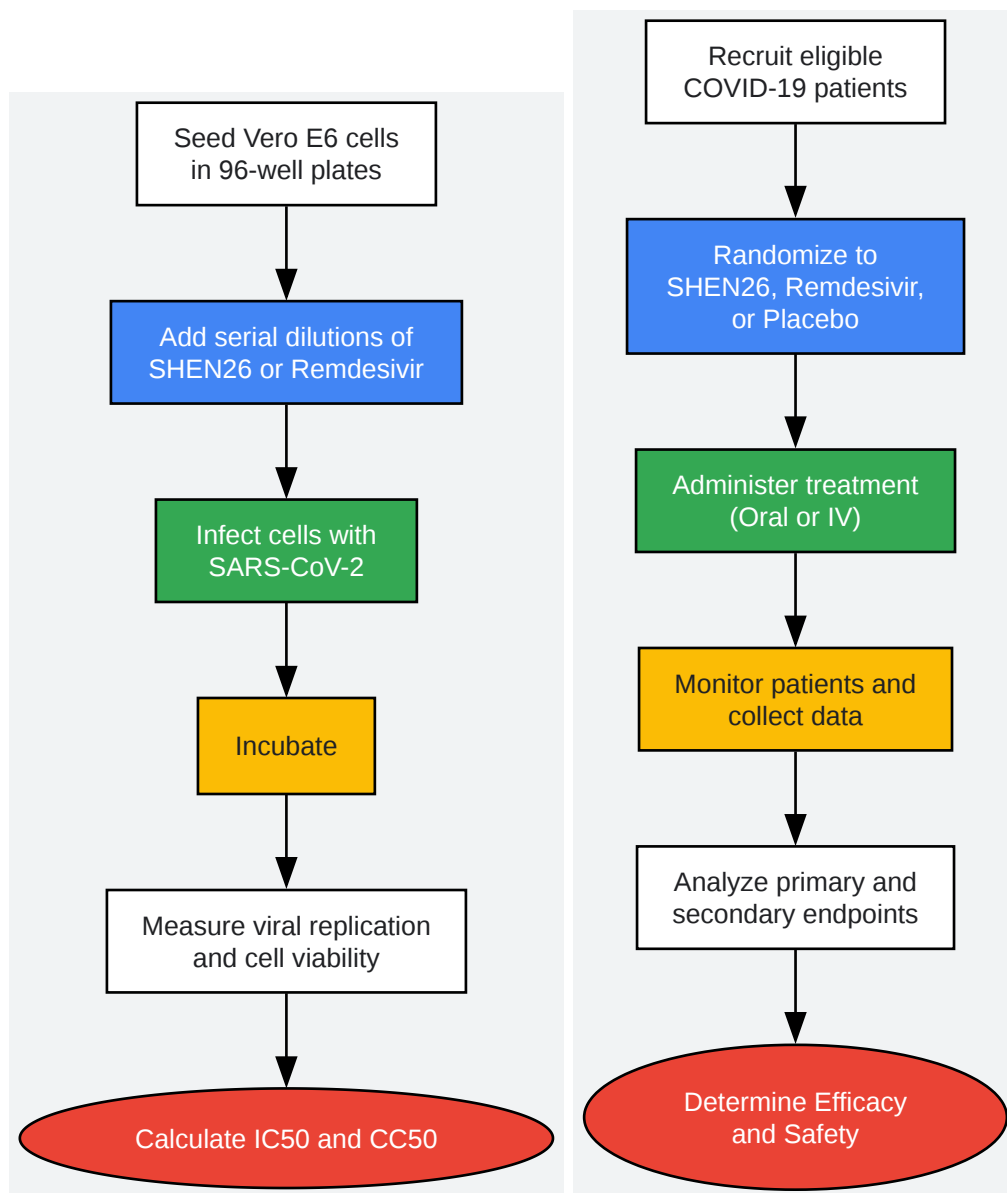 Seed Vero E6 cells
in 96-well plates
Add serial dilutions of
SHEN26 or Remdesivir
Infect cells with
SARS-CoV-2
Incubate
Measure viral replication
and cell viability
Calculate IC50 and CC50
Recruit eligible
COVID-19 patients
Randomize to
SHEN26, Remdesivir,
or Placebo
Administer treatment
(Oral or IV)
Monitor patients and
collect data
Analyze primary and
secondary endpoints
Determine Efficacy
and Safety